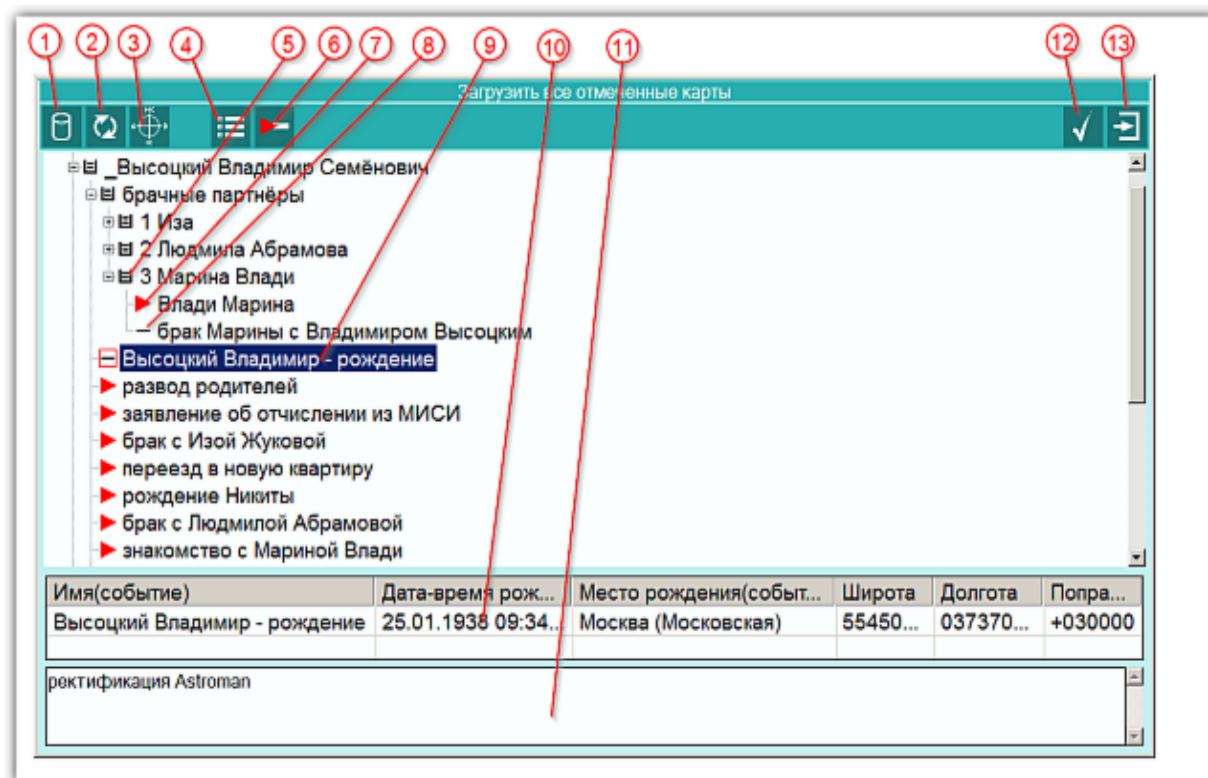 1 2 3 4 5 6 7 8 9 10 11 12 13
Загрузить все отмеченные карты
_Высоцкий Владимир Семёнович
брачные партнёры
1 Иза
2 Людмила Абрамова
3 Марина Влади
Влади Марина
брак Марины с Владимиром Высоцким
Высоцкий Владимир - рождение
развод родителей
заявление об отчислении из МИСИ
брак с Изой Жуковой
переезд в новую квартиру
рождение Никиты
брак с Людмилой Абрамовой
знакомство с Мариной Влади
Имя(событие) Дата-время рож... Место рождения(событ... Широта Долгота Попра...
Высоцкий Владимир - рождение 25.01.1938 09:34... Москва (Московская) 55450... 037370... +030000
ректификация Astroman